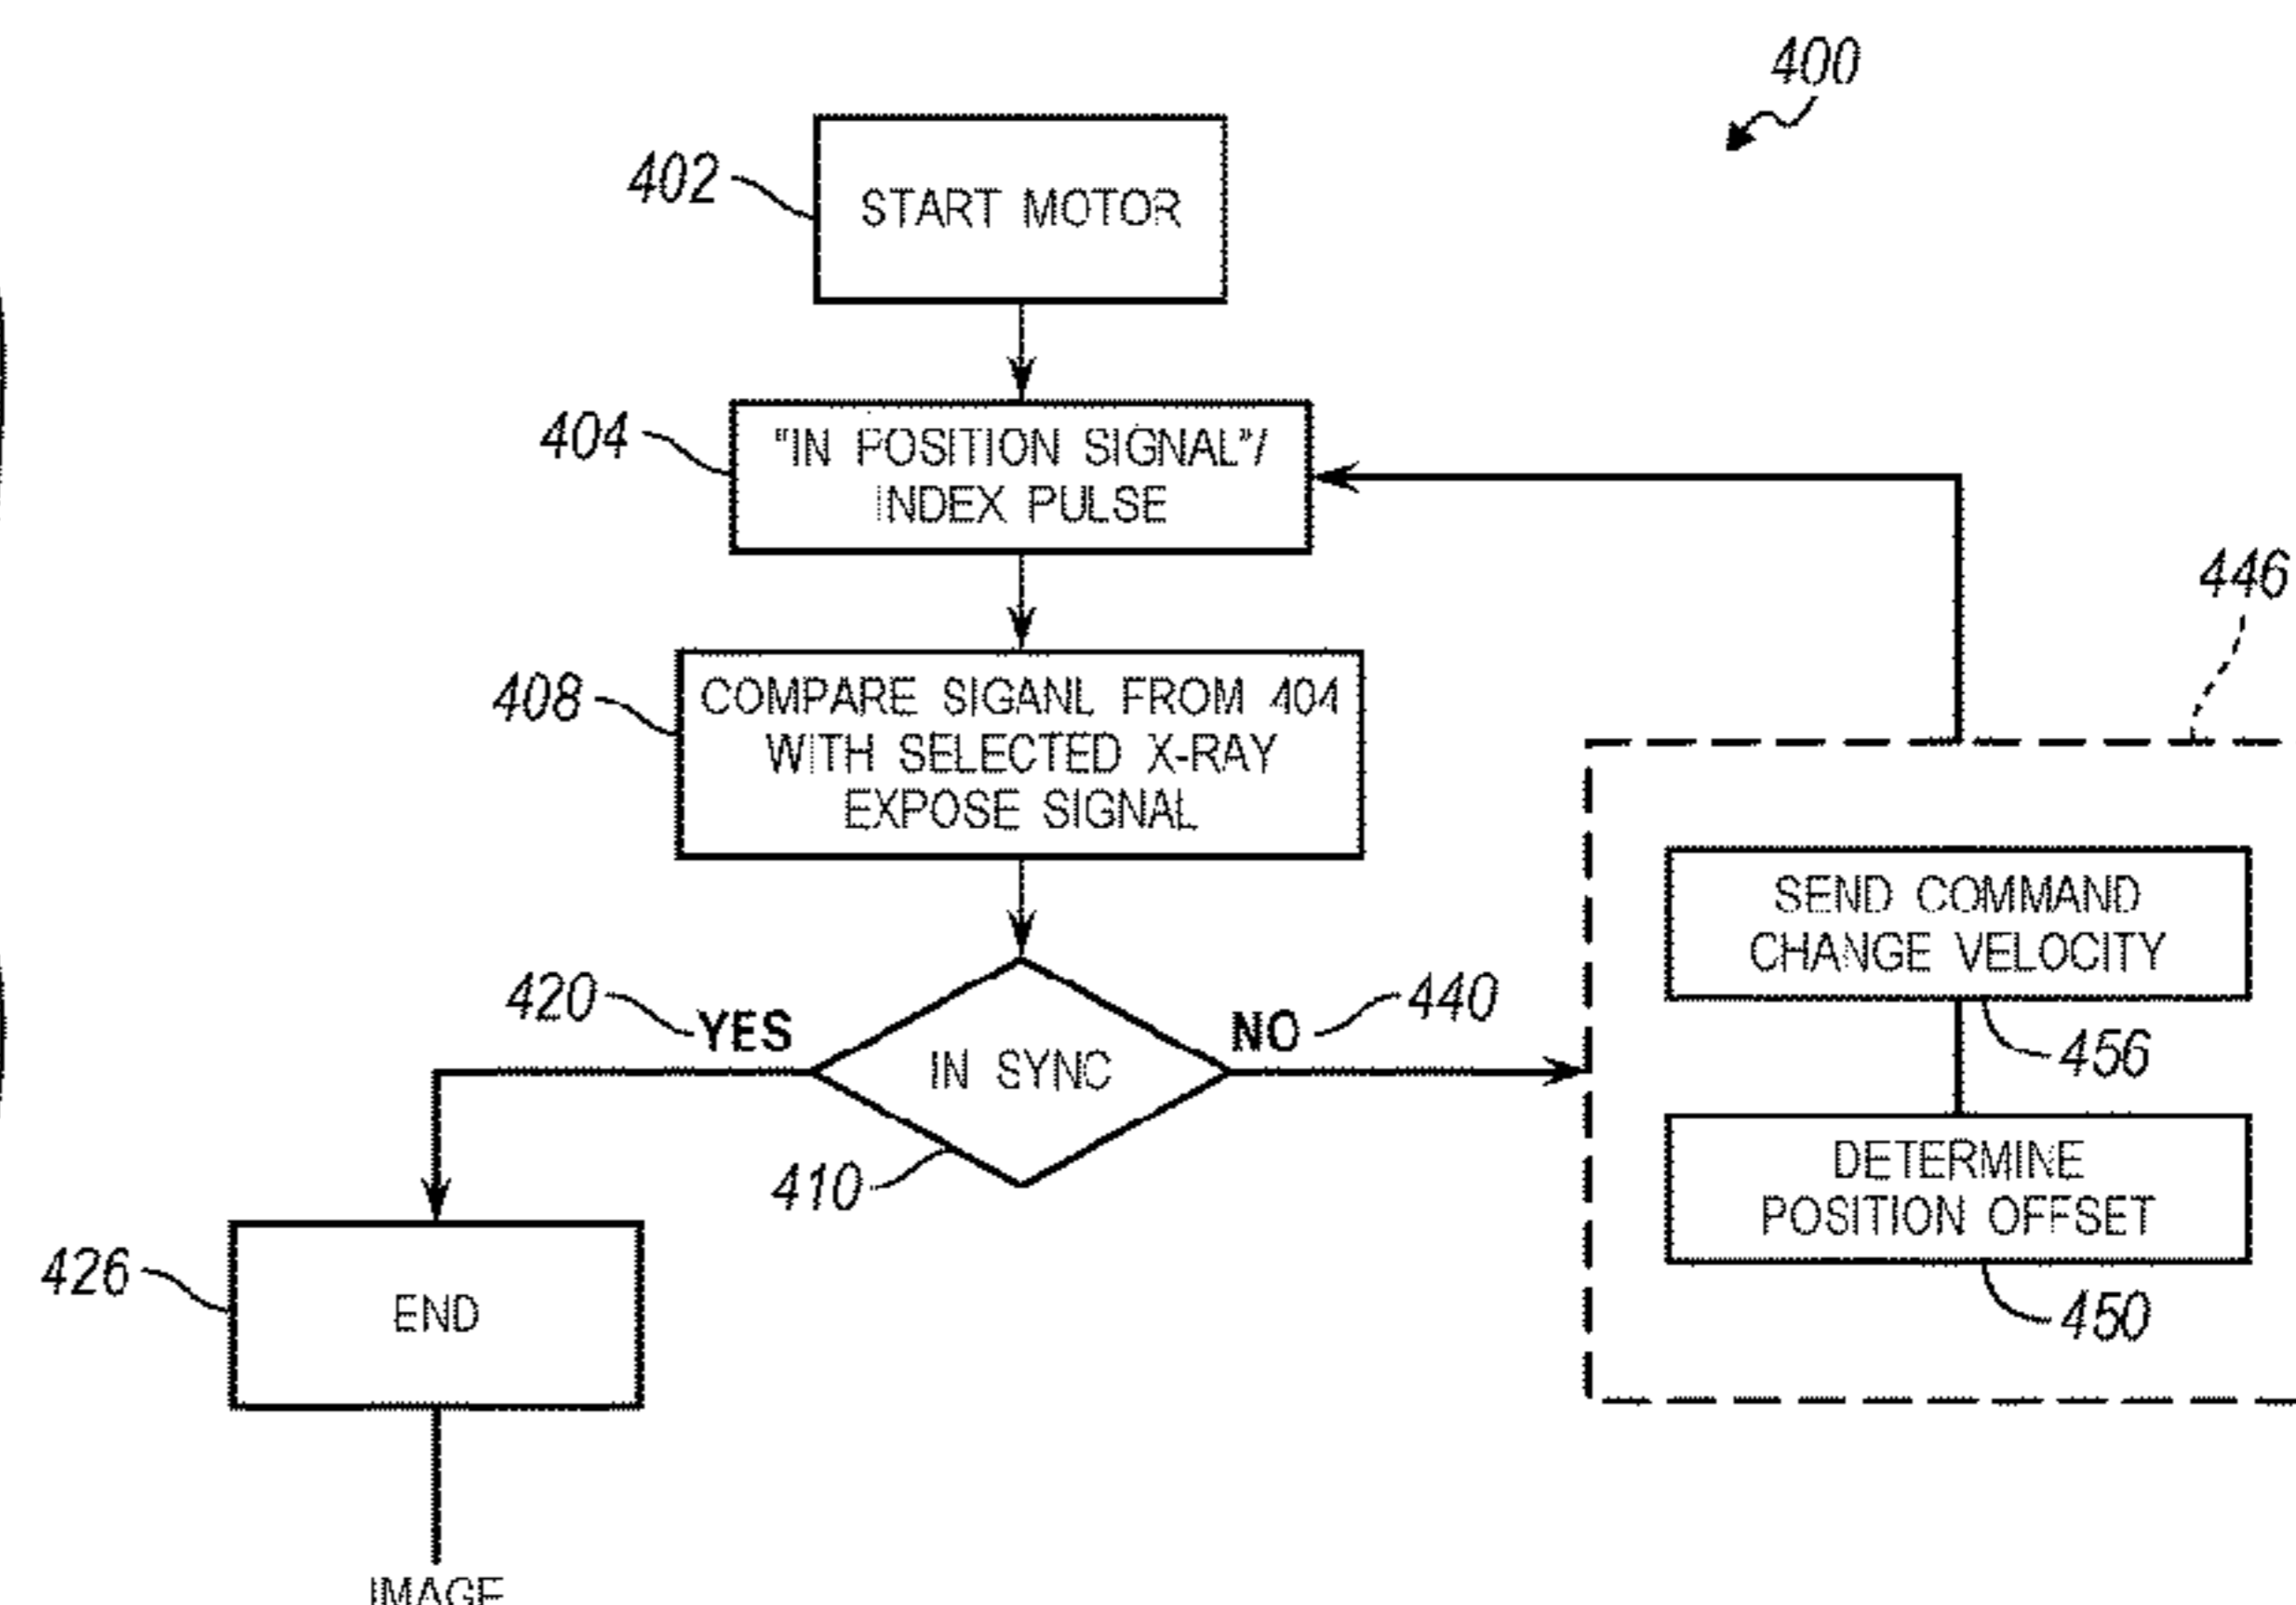 400
402
START MOTOR
404
"IN POSITION SIGNAL"/
INDEX PULSE
446
408
COMPARE SIGANL FROM 404
WITH SELECTED X-RAY
EXPOSE SIGNAL
SEND COMMAND
CHANGE VELOCITY
456
420
YES
IN SYNC
NO
440
410
DETERMINE
POSITION OFFSET
450
426
END
IMAGE